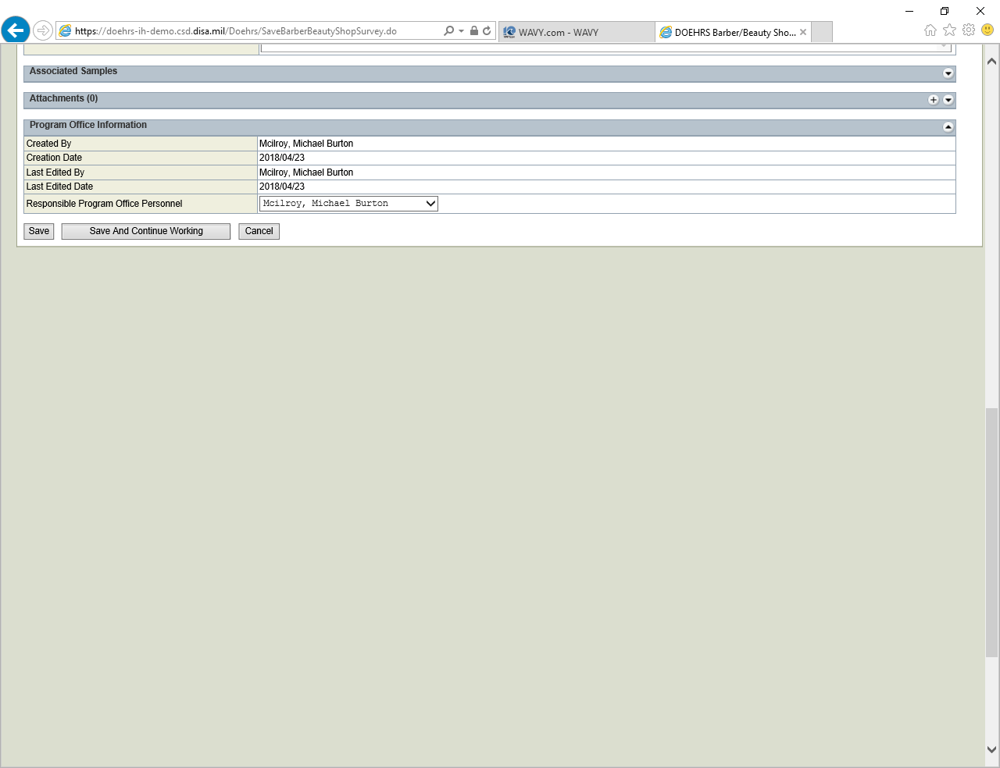 https://doehrs-ih-demo.csd.disa.mil/Doehrs/SaveBarberBeautyShopSurvey.do
WAVY.com - WAVY
DOEHRS Barber/Beauty Sho...
Associated Samples
Attachments (0)
Program Office Information
Created By Mcilroy, Michael Burton
Creation Date 2018/04/23
Last Edited By Mcilroy, Michael Burton
Last Edited Date 2018/04/23
Responsible Program Office Personnel Mcilroy, Michael Burton
Save Save And Continue Working Cancel